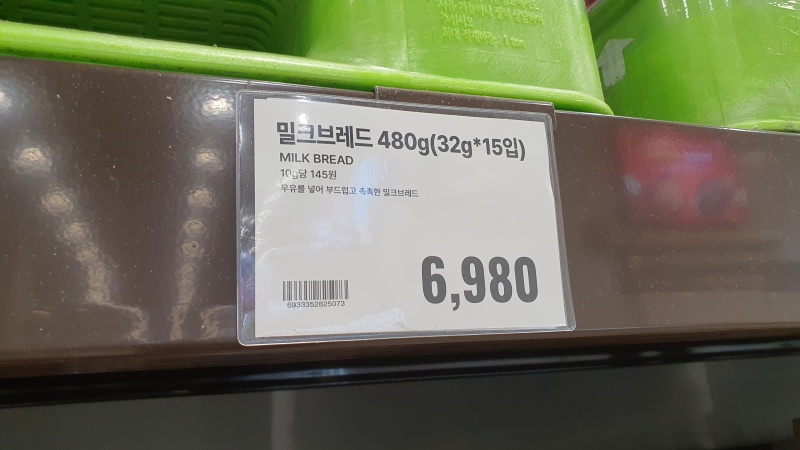 밀크브레드 480g(32g*15입)
MILK BREAD
10g당 145원
우유를 넣어 부드럽고 촉촉한 밀크브레드
6,980
6933352825073